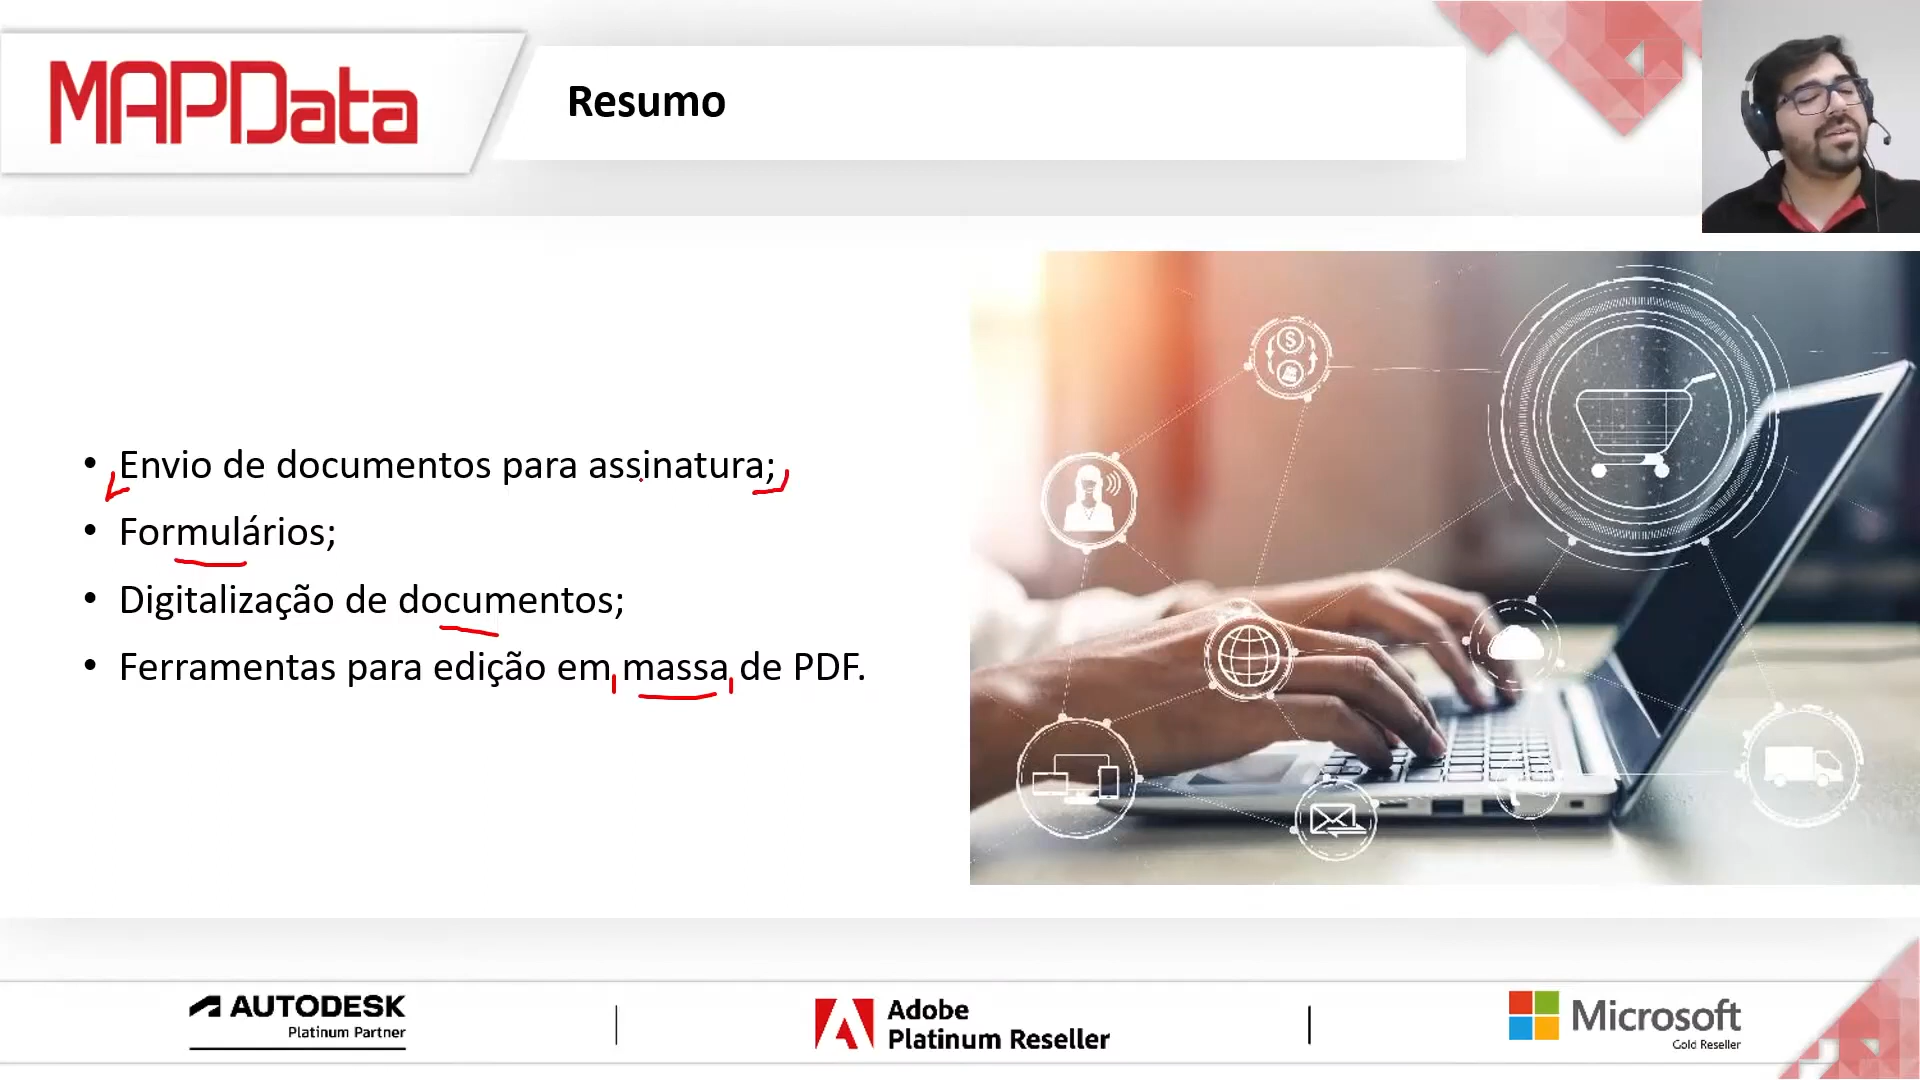 MAPData
Resumo
• Envio de documentos para assinatura;
• Formulários;
• Digitalização de documentos;
• Ferramentas para edição em massa de PDF.
AUTODESK
Platinum Partner
Adobe
Platinum Reseller
Microsoft
Gold Reseller